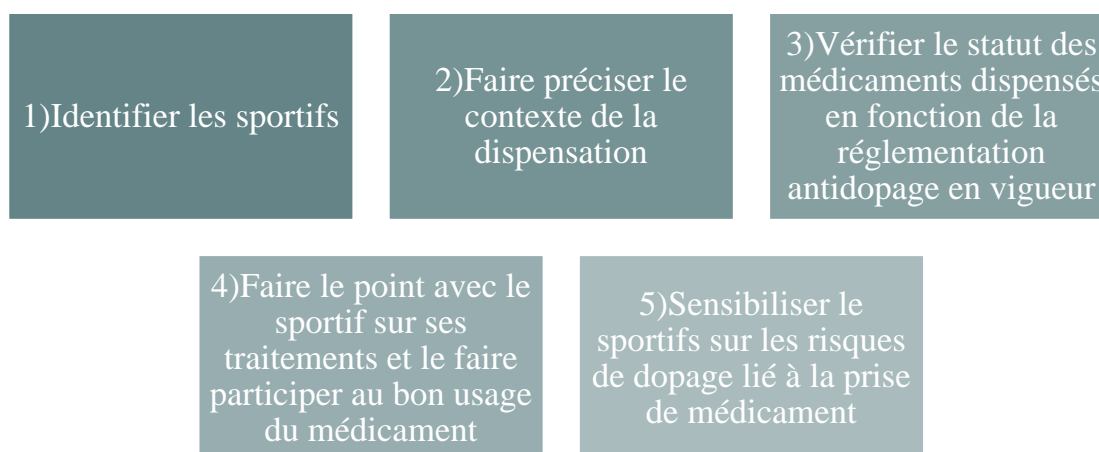 1)Identifier les sportifs
2)Faire préciser le
contexte de la
dispensation
3)Vérifier le statut des
médicaments dispensés
en fonction de la
réglementation
antidopage en vigueur
4)Faire le point avec le
sportif sur ses
traitements et le faire
participer au bon usage
du médicament
5)Sensibiliser le
sportifs sur les risques
de dopage lié à la prise
de médicament